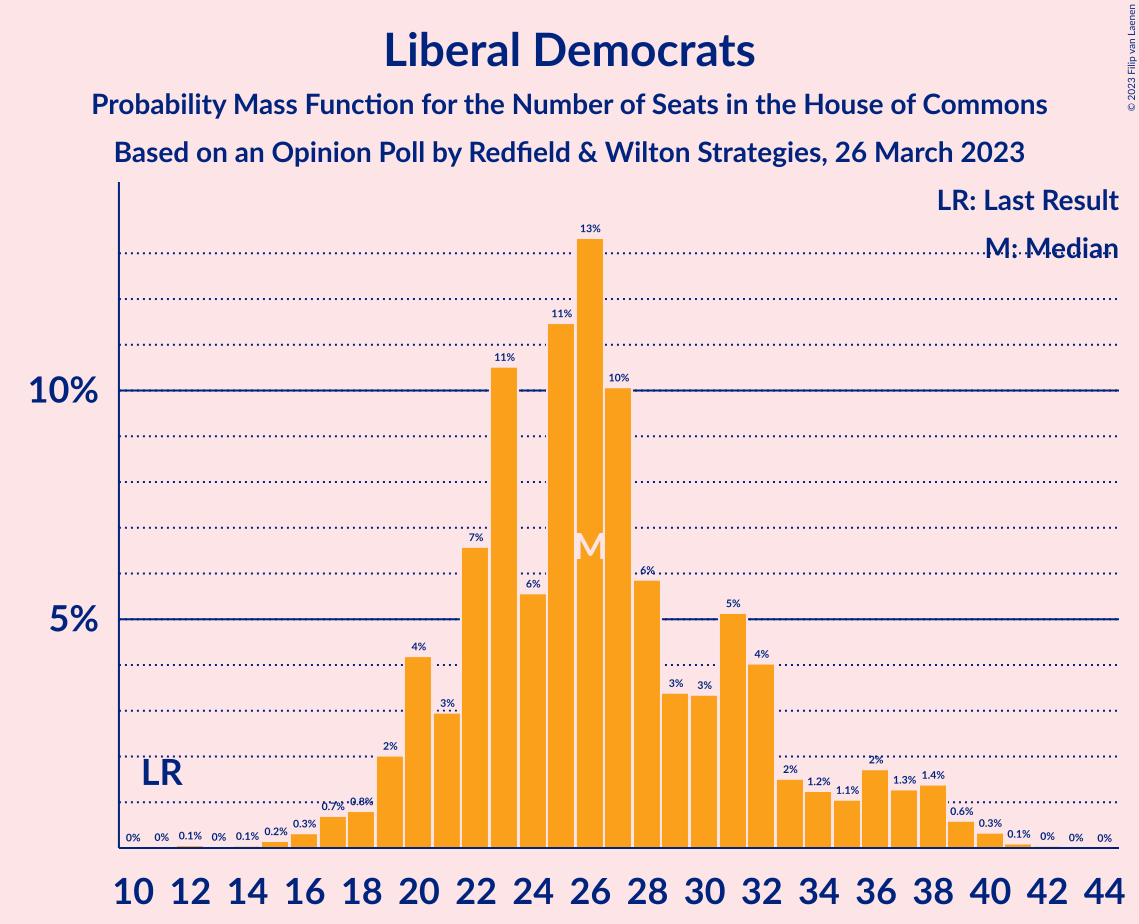 © 2023 Filip van Laenen
Liberal Democrats
Probability Mass Function for the Number of Seats in the House of Commons
Based on an Opinion Poll by Redfield & Wilton Strategies, 26 March 2023
LR: Last Result
M: Median
10%
5%
0% 0% 0.1% 0% 0.1% 0.2% 0.3% 0.7% 0.8% 2% 4% 3% 7% 11% 6% 11% 13% 10% 6% 3% 3% 5% 4% 2% 1.2% 1.1% 2% 1.3% 1.4% 0.6% 0.3% 0.1% 0% 0% 0%
M
LR
10 12 14 16 18 20 22 24 26 28 30 32 34 36 38 40 42 44